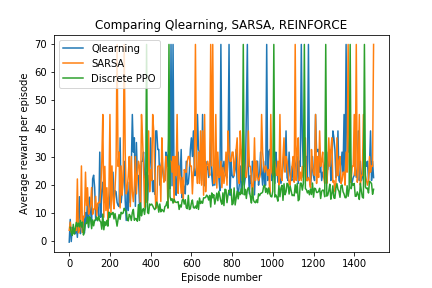 Comparing Qlearning, SARSA, REINFORCE
Average reward per episode
70
60
50
40
30
20
10
0
Qlearning
SARSA
Discrete PPO
0 200 400 600 800 1000 1200 1400
Episode number